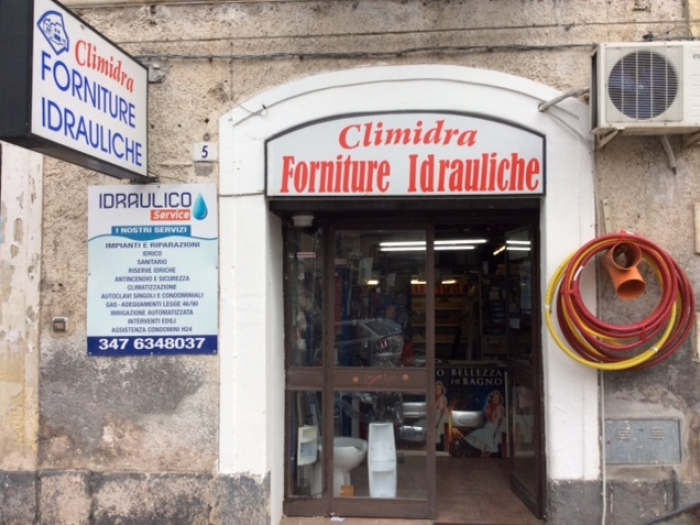 Climidra
FORNITURE
IDRAULICHE
5
Climidra
Forniture Idrauliche
IDRAULICO
Service
I NOSTRI SERVIZI
IMPIANTI E RIPARAZIONI
IDRICO
SANITARIO
RISERVE IDRICHE
ANTINCENDIO E SICUREZZA
CLIMATIZZAZIONE
AUTOCLAVI SINGOLI E CONDOMINIALI
GAS - ADEGUAMENTI LEGGE 46/90
IRRIGAZIONE AUTOMATIZZATA
INTERVENTI EDILI
ASSISTENZA CONDOMINI H24
347 6348037
BELLEZZA
IN BAGNO